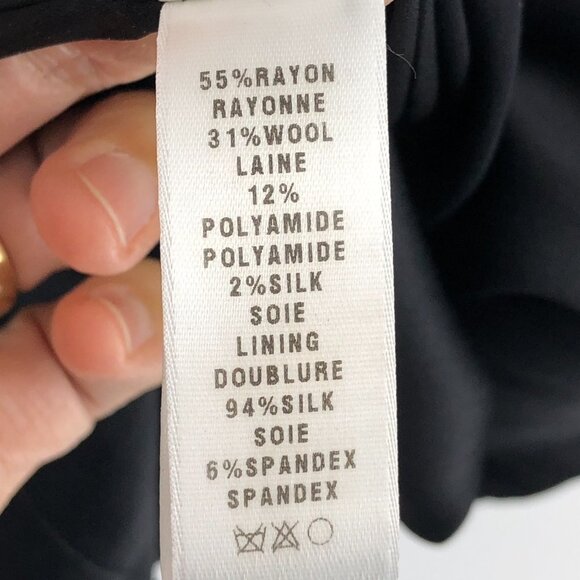 55%RAYON
RAYONNE
31%WOOL
LAINE
12%
POLYAMIDE
POLYAMIDE
2%SILK
SOIE
LINING
DOUBLURE
94%SILK
SOIE
6%SPANDEX
SPANDEX